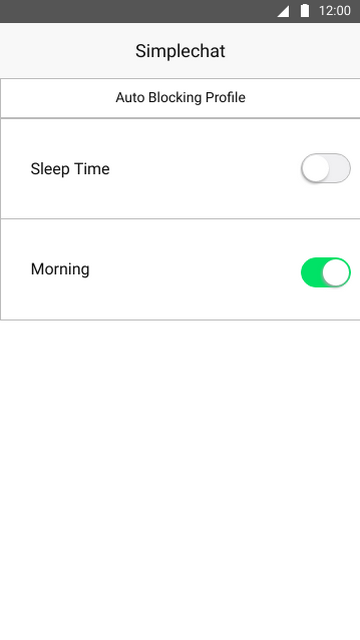 12:00
Simplechat
Auto Blocking Profile
Sleep Time
Morning